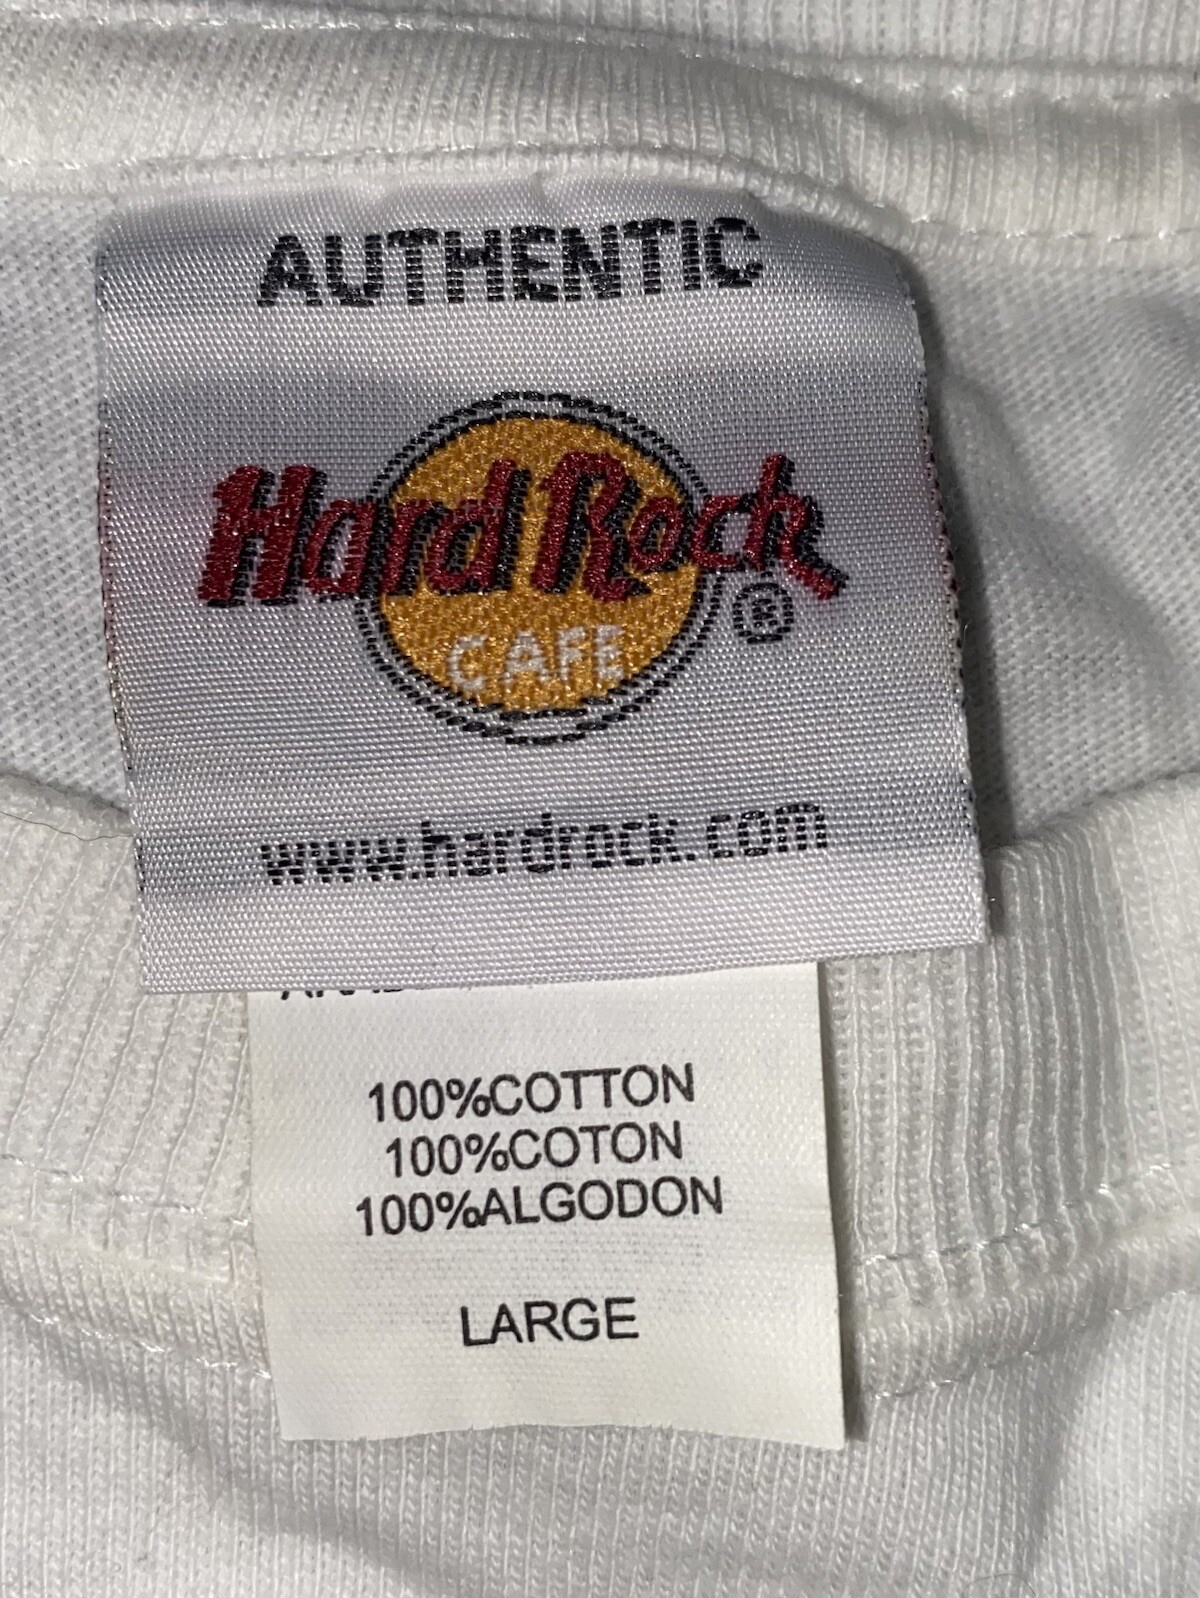 AUTHENTIC
Hard Rock
CAFE
®
www.hardrock.com
100%COTTON
100%COTON
100%ALGODON
LARGE